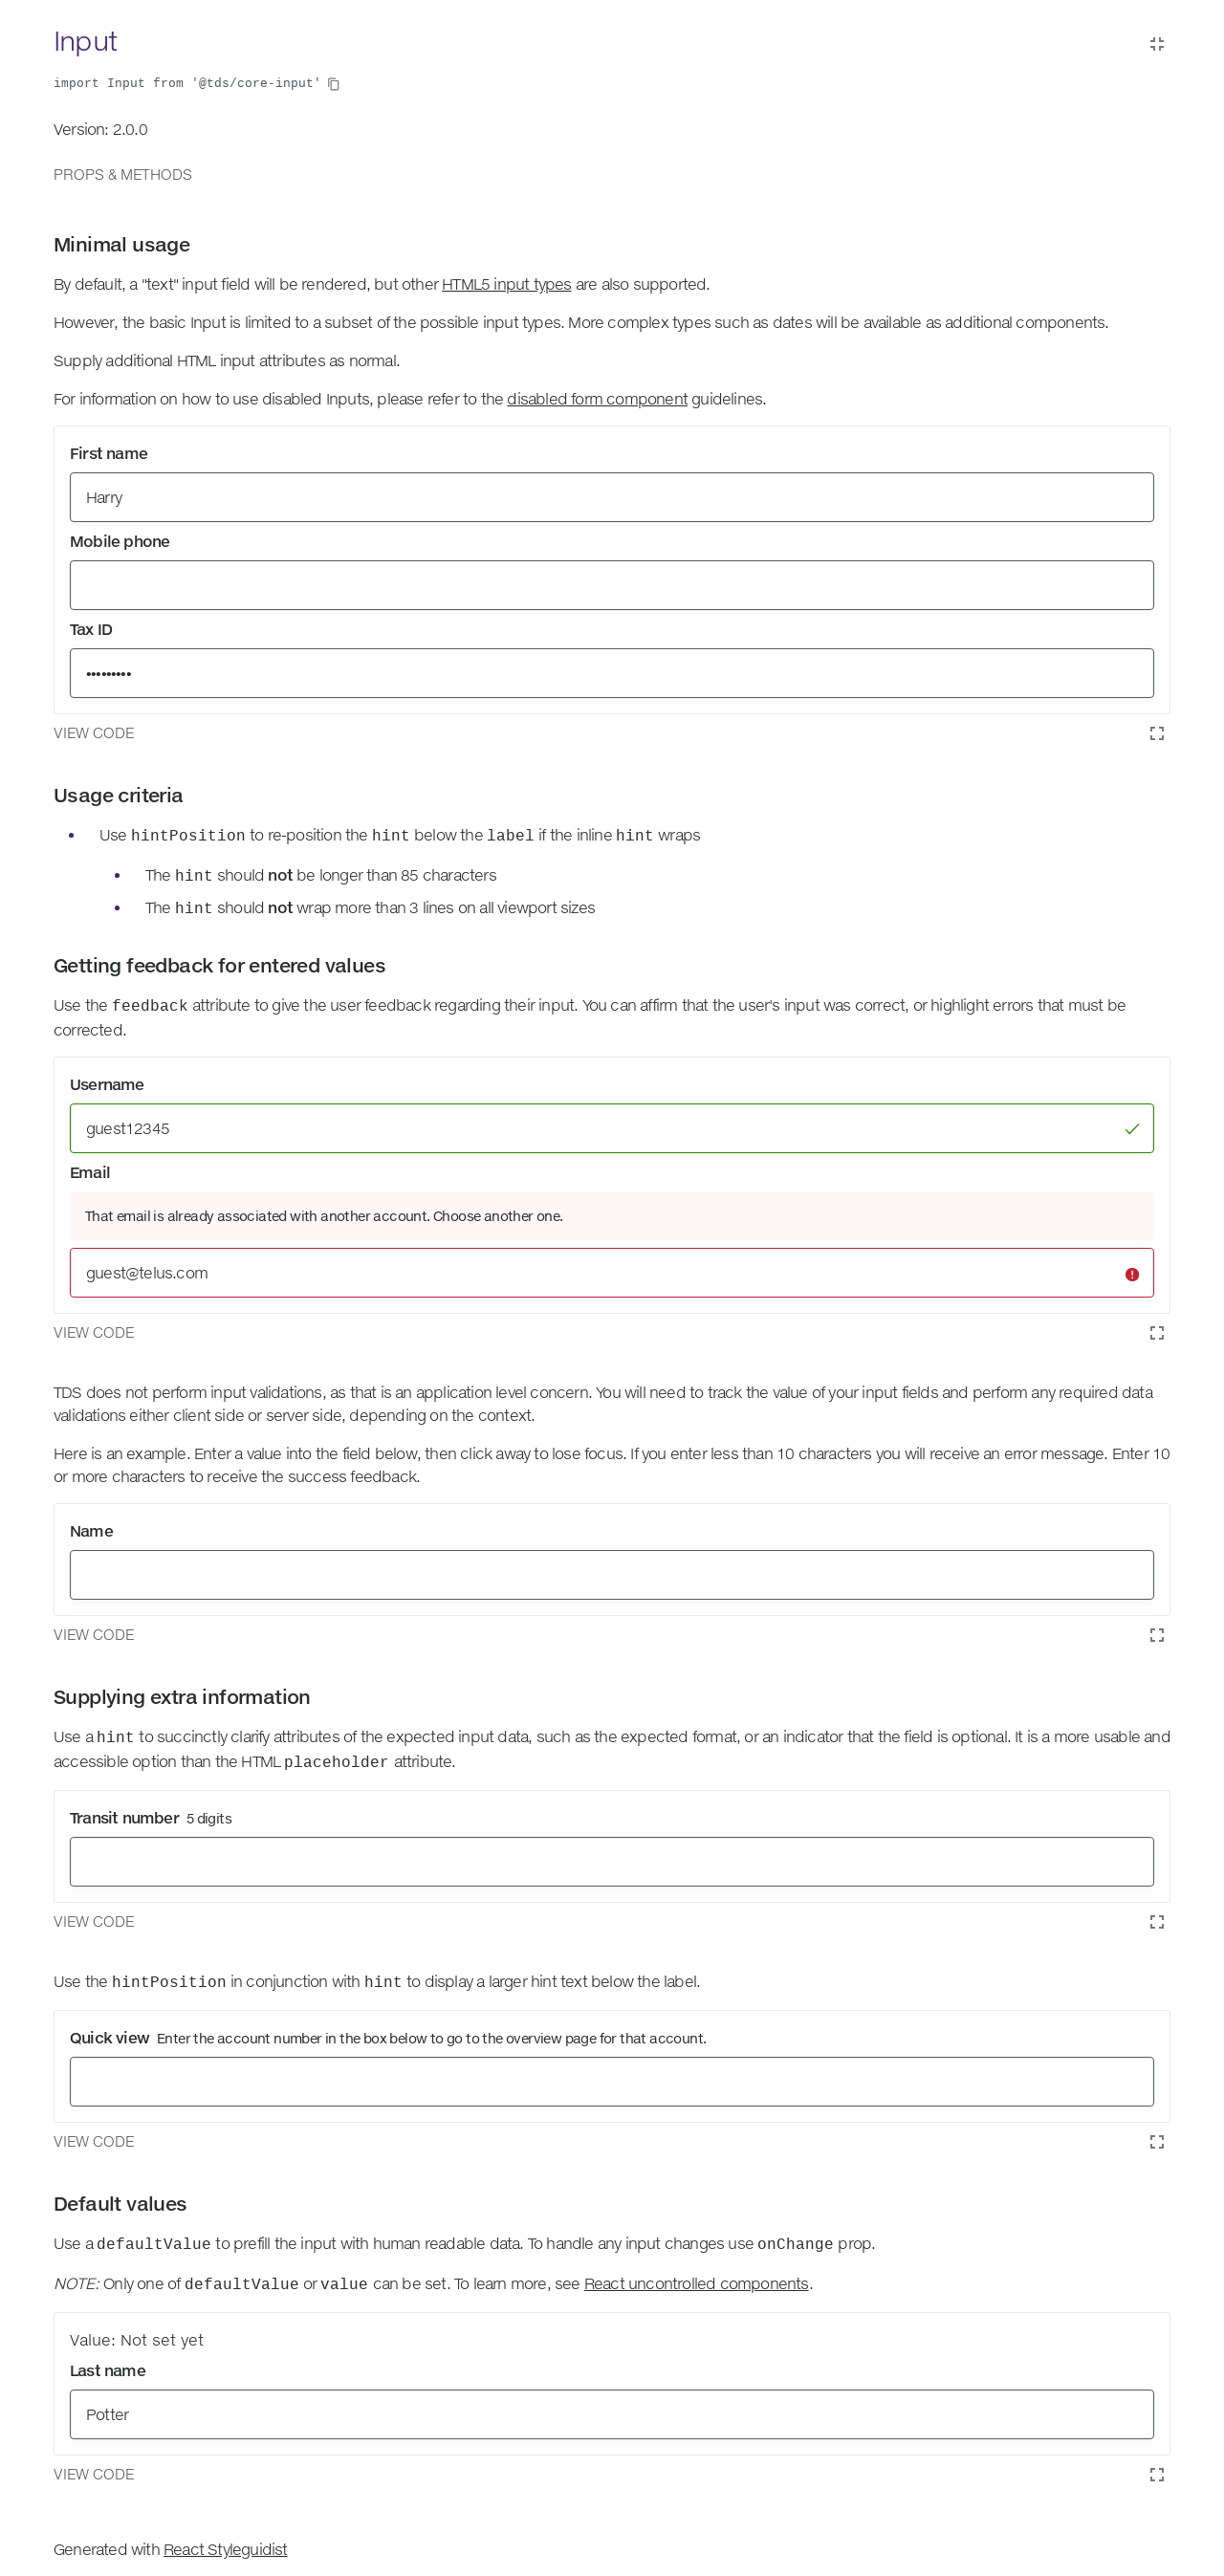 Input
import Input from '@tds/core-input'
Version: 2.0.0
PROPS & METHODS
Minimal usage
By default, a "text" input field will be rendered, but other HTML5 input types are also supported.
However, the basic Input is limited to a subset of the possible input types. More complex types such as dates will be available as additional components.
Supply additional HTML input attributes as normal.
For information on how to use disabled Inputs, please refer to the disabled form component guidelines.
First name
Harry
Mobile phone
Tax ID
•••••••••
VIEW CODE
Usage criteria
• Use hintPosition to re-position the hint below the label if the inline hint wraps
• The hint should not be longer than 85 characters
• The hint should not wrap more than 3 lines on all viewport sizes
Getting feedback for entered values
Use the feedback attribute to give the user feedback regarding their input. You can affirm that the user's input was correct, or highlight errors that must be
corrected.
Username
guest12345
Email
That email is already associated with another account. Choose another one.
guest@telus.com
VIEW CODE
TDS does not perform input validations, as that is an application level concern. You will need to track the value of your input fields and perform any required data
validations either client side or server side, depending on the context.
Here is an example. Enter a value into the field below, then click away to lose focus. If you enter less than 10 characters you will receive an error message. Enter 10
or more characters to receive the success feedback.
Name
VIEW CODE
Supplying extra information
Use a hint to succinctly clarify attributes of the expected input data, such as the expected format, or an indicator that the field is optional. It is a more usable and
accessible option than the HTML placeholder attribute.
Transit number 5 digits
VIEW CODE
Use the hintPosition in conjunction with hint to display a larger hint text below the label.
Quick view Enter the account number in the box below to go to the overview page for that account.
VIEW CODE
Default values
Use a defaultValue to prefill the input with human readable data. To handle any input changes use onChange prop.
NOTE: Only one of defaultValue or value can be set. To learn more, see React uncontrolled components.
Value: Not set yet
Last name
Potter
VIEW CODE
Generated with React Styleguidist